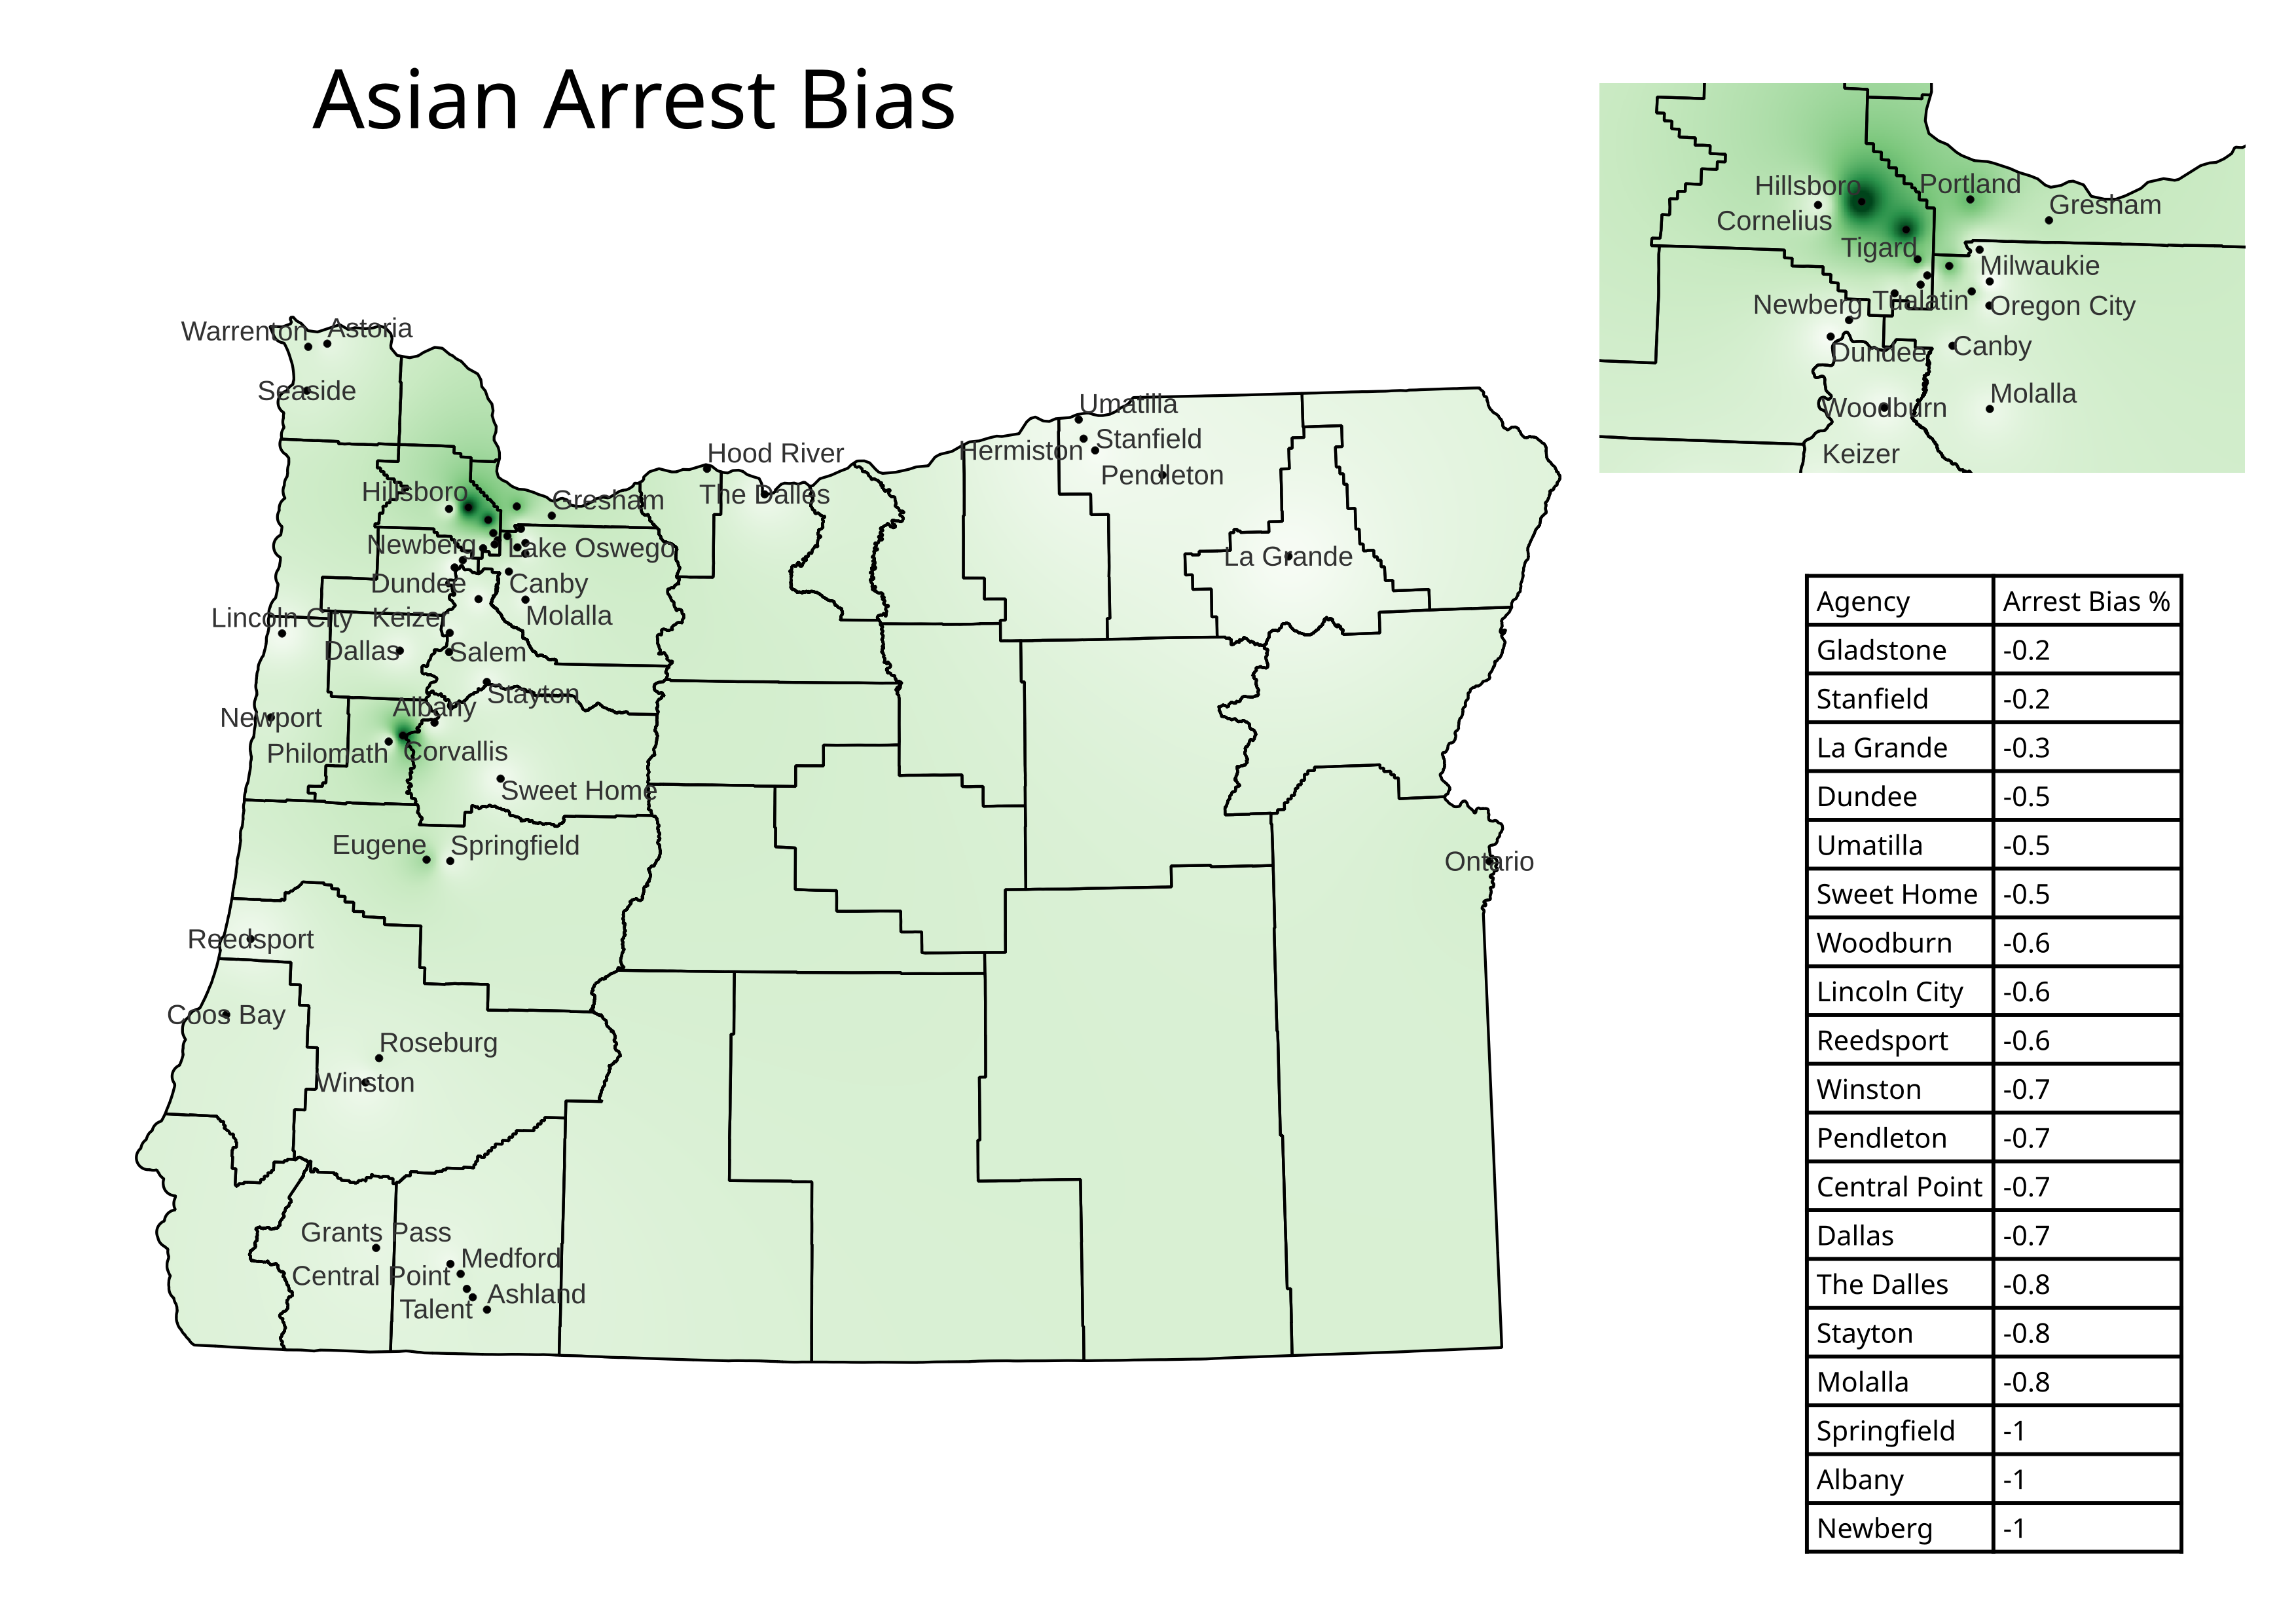 Asian Arrest Bias
Hillsboro
Portland
Gresham
Cornelius
Tigard
Milwaukie
Newberg
Tualatin
Oregon City
Dundee
Canby
Molalla
Woodburn
Keizer
Warrenton
Astoria
Seaside
Umatilla
Stanfield
Hermiston
Pendleton
Hood River
The Dalles
Hillsboro
Gresham
Newberg
Lake Oswego
La Grande
Dundee
Canby
Lincoln City
Keizer
Molalla
Dallas
Salem
Stayton
Albany
Newport
Philomath
Corvallis
Sweet Home
Eugene
Springfield
Ontario
Reedsport
Coos Bay
Roseburg
Winston
Grants Pass
Medford
Central Point
Ashland
Talent
Agency Arrest Bias %
Gladstone -0.2
Stanfield -0.2
La Grande -0.3
Dundee -0.5
Umatilla -0.5
Sweet Home -0.5
Woodburn -0.6
Lincoln City -0.6
Reedsport -0.6
Winston -0.7
Pendleton -0.7
Central Point -0.7
Dallas -0.7
The Dalles -0.8
Stayton -0.8
Molalla -0.8
Springfield -1
Albany -1
Newberg -1